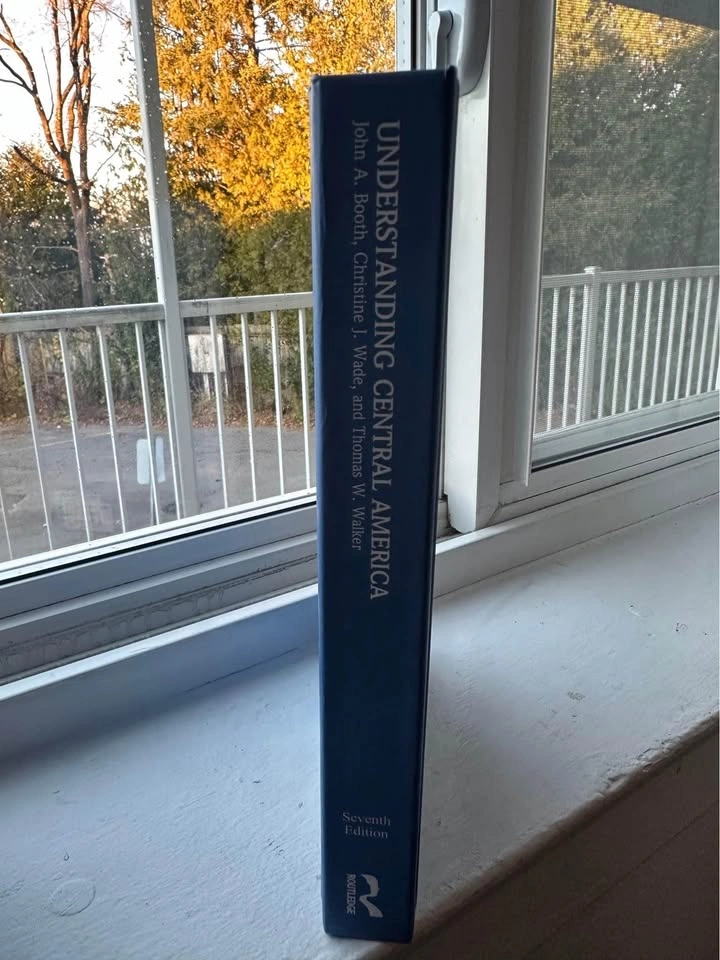 UNDERSTANDING CENTRAL AMERICA
John A. Booth, Christine J. Wade, and Thomas W. Walker
Seventh
Edition
ROUTLEDGE